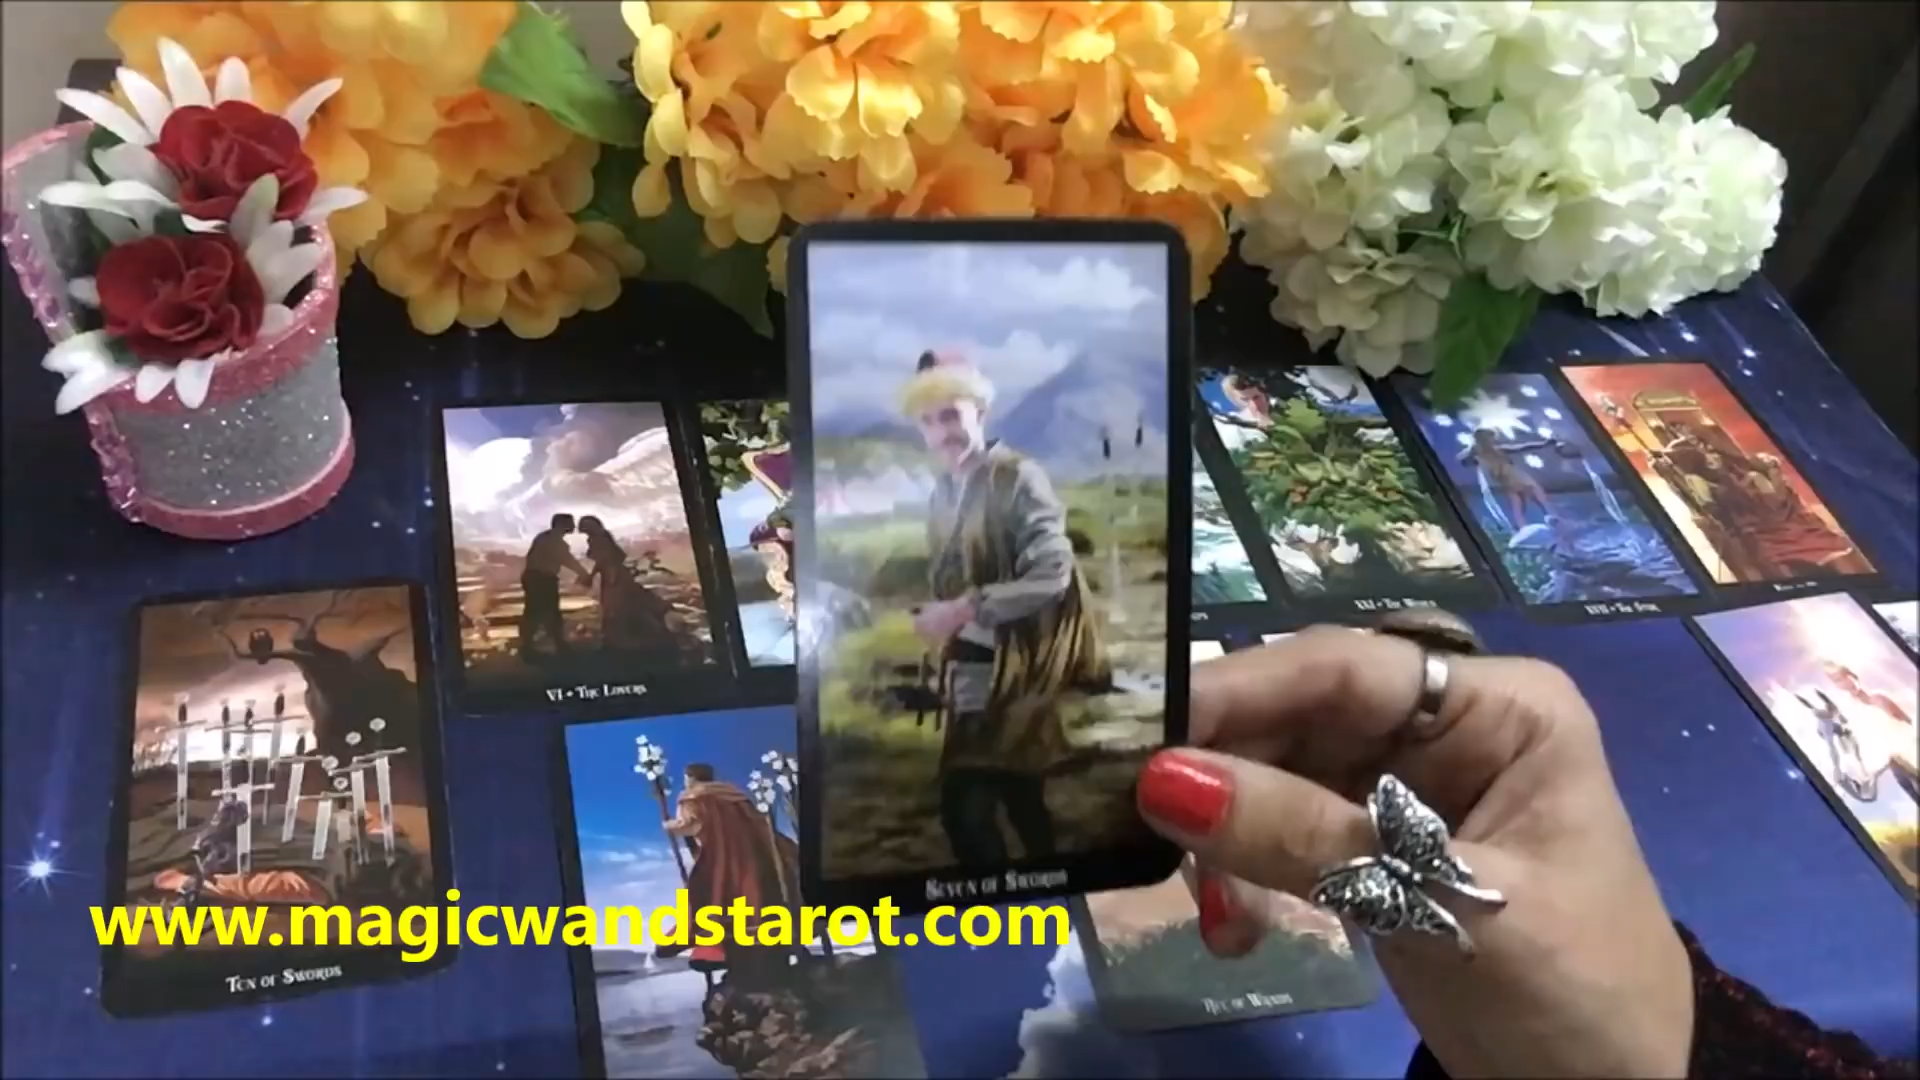 XXI • The World
XVII • The Star
VI • The Lovers
Seven of Swords
www.magicwandstarot.com
Ten of Swords
of Wands